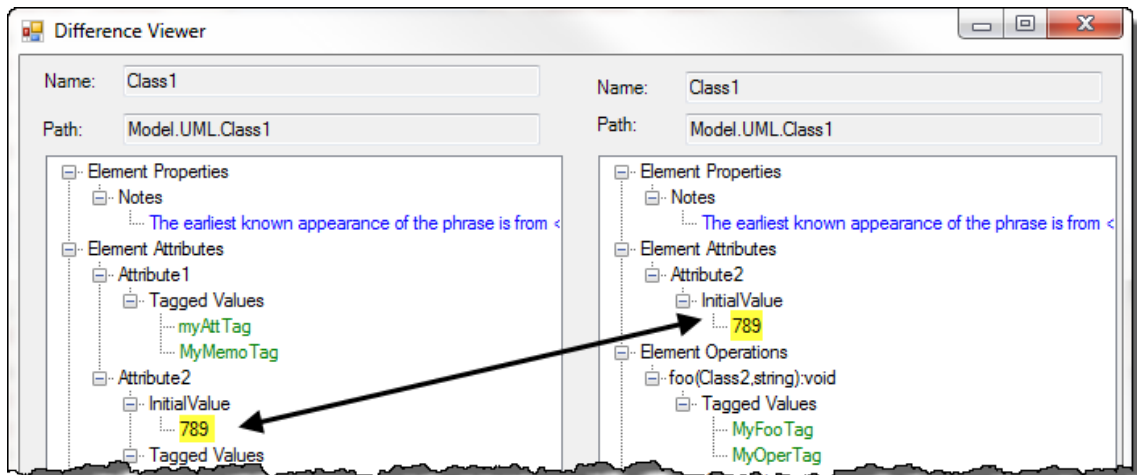 Difference Viewer
Name: Class1
Path: Model.UML.Class1
Element Properties
Notes
The earliest known appearance of the phrase is from <
Element Attributes
Attribute1
Tagged Values
myAttTag
MyMemoTag
Attribute2
InitialValue
789
Tagged Values
Name: Class1
Path: Model.UML.Class1
Element Properties
Notes
The earliest known appearance of the phrase is from <
Element Attributes
Attribute2
InitialValue
789
Element Operations
foo(Class2,string):void
Tagged Values
MyFooTag
MyOperTag